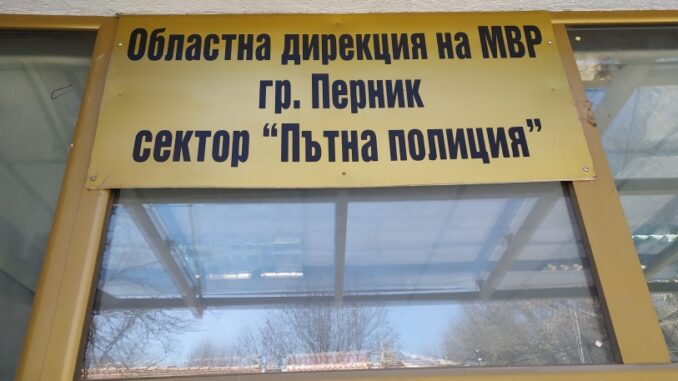 Областна дирекция на МВР
гр. Перник
сектор “Пътна полиция”